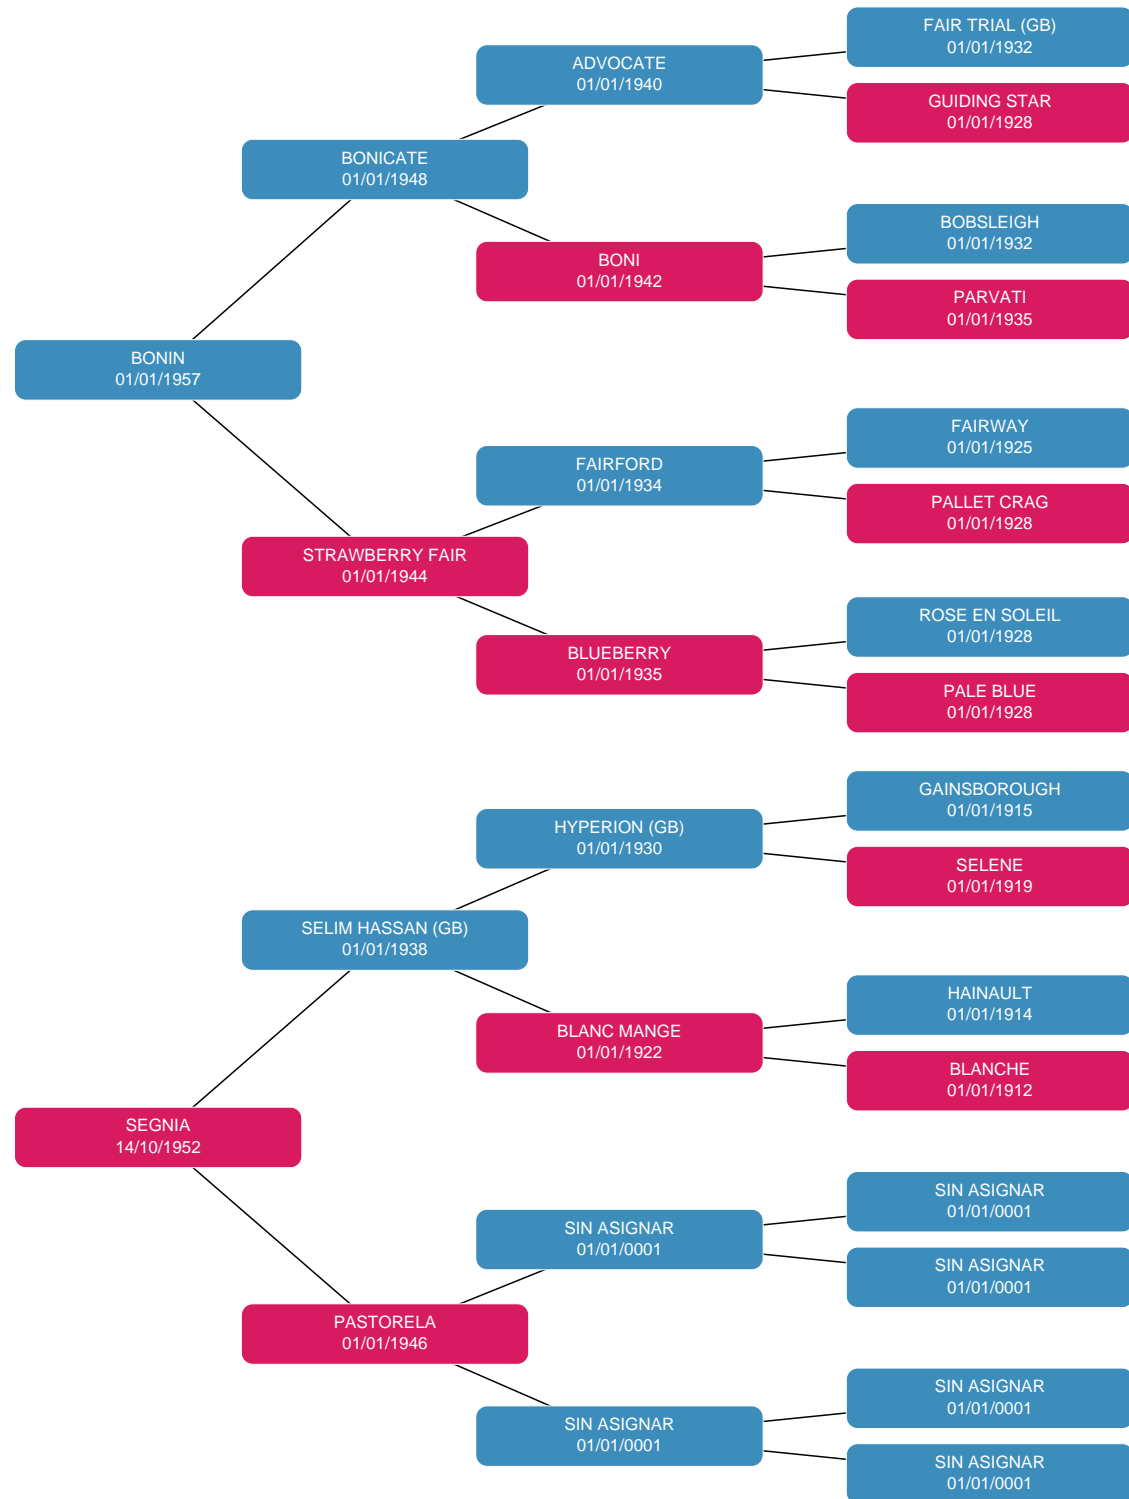 FAIR TRIAL (GB)
01/01/1932
ADVOCATE
01/01/1940
GUIDING STAR
01/01/1928
BONICATE
01/01/1948
BOBSLEIGH
01/01/1932
BONI
01/01/1942
PARVATI
01/01/1935
BONIN
01/01/1957
FAIRWAY
01/01/1925
FAIRFORD
01/01/1934
PALLET CRAG
01/01/1928
STRAWBERRY FAIR
01/01/1944
ROSE EN SOLEIL
01/01/1928
BLUEBERRY
01/01/1935
PALE BLUE
01/01/1928
GAINSBOROUGH
01/01/1915
HYPERION (GB)
01/01/1930
SELENE
01/01/1919
SELIM HASSAN (GB)
01/01/1938
HAINAULT
01/01/1914
BLANC MANGE
01/01/1922
BLANCHE
01/01/1912
SEGNIA
14/10/1952
SIN ASIGNAR
01/01/0001
SIN ASIGNAR
01/01/0001
SIN ASIGNAR
01/01/0001
PASTORELA
01/01/1946
SIN ASIGNAR
01/01/0001
SIN ASIGNAR
01/01/0001
SIN ASIGNAR
01/01/0001